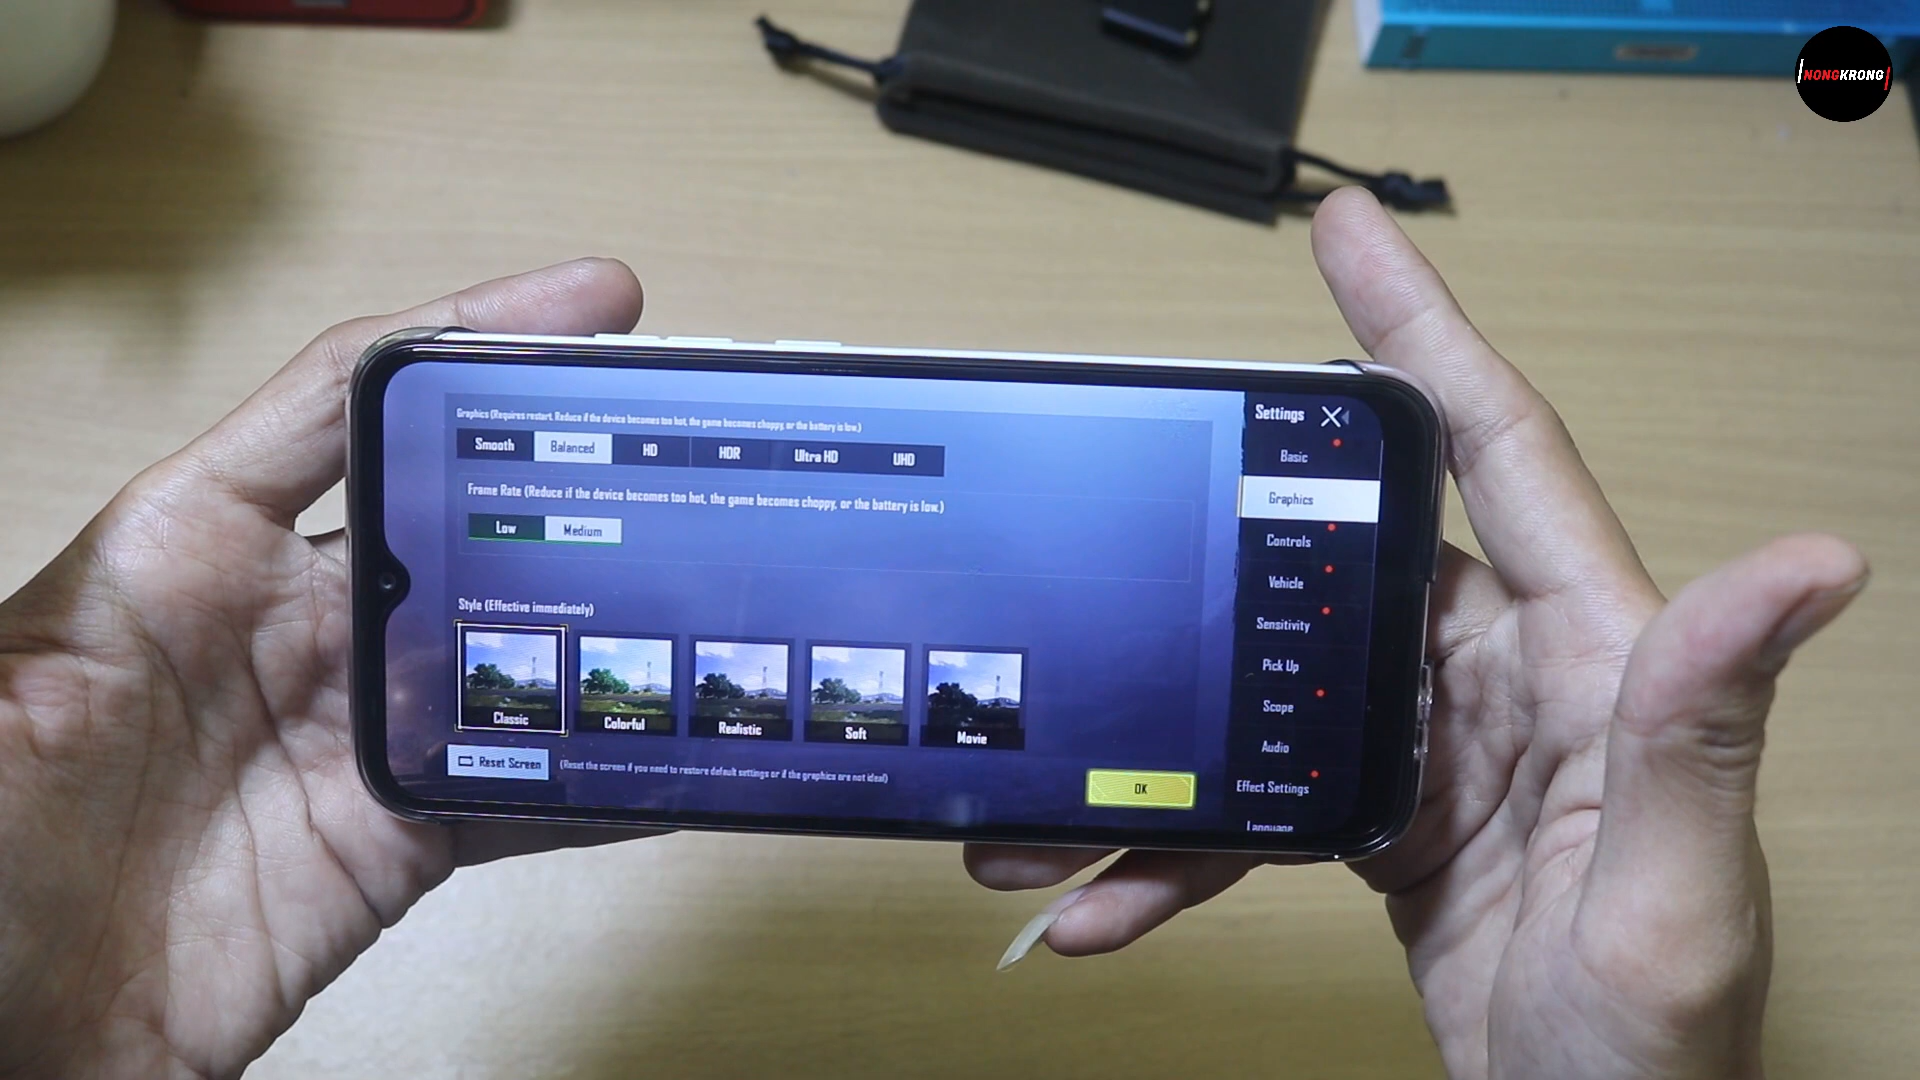 NONGKRONG
Graphics (Requires restart. Reduce if the device becomes too hot, the game becomes choppy, or the battery is low.)
Smooth Balanced HD HDR Ultra HD UHD
Frame Rate (Reduce if the device becomes too hot, the game becomes choppy, or the battery is low.)
Low Medium
Style (Effective immediately)
Classic Colorful Realistic Soft Movie
Reset Screen (Reset the screen if you need to restore default settings or if the graphics are not ideal)
OK
Settings
Basic
Graphics
Controls
Vehicle
Sensitivity
Pick Up
Scope
Audio
Effect Settings
Language